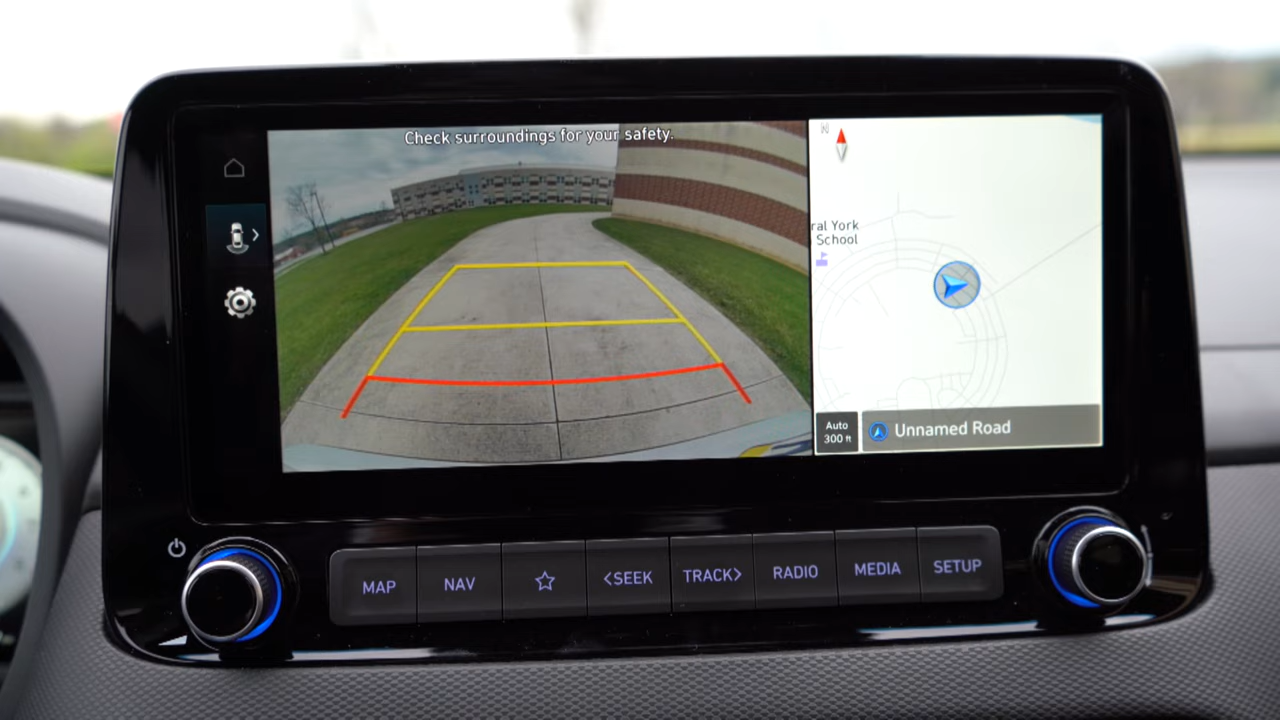 Check surroundings for your safety.
N
ral York
School
Auto
300 ft
Unnamed Road
MAP
NAV
<SEEK
TRACK>
RADIO
MEDIA
SETUP